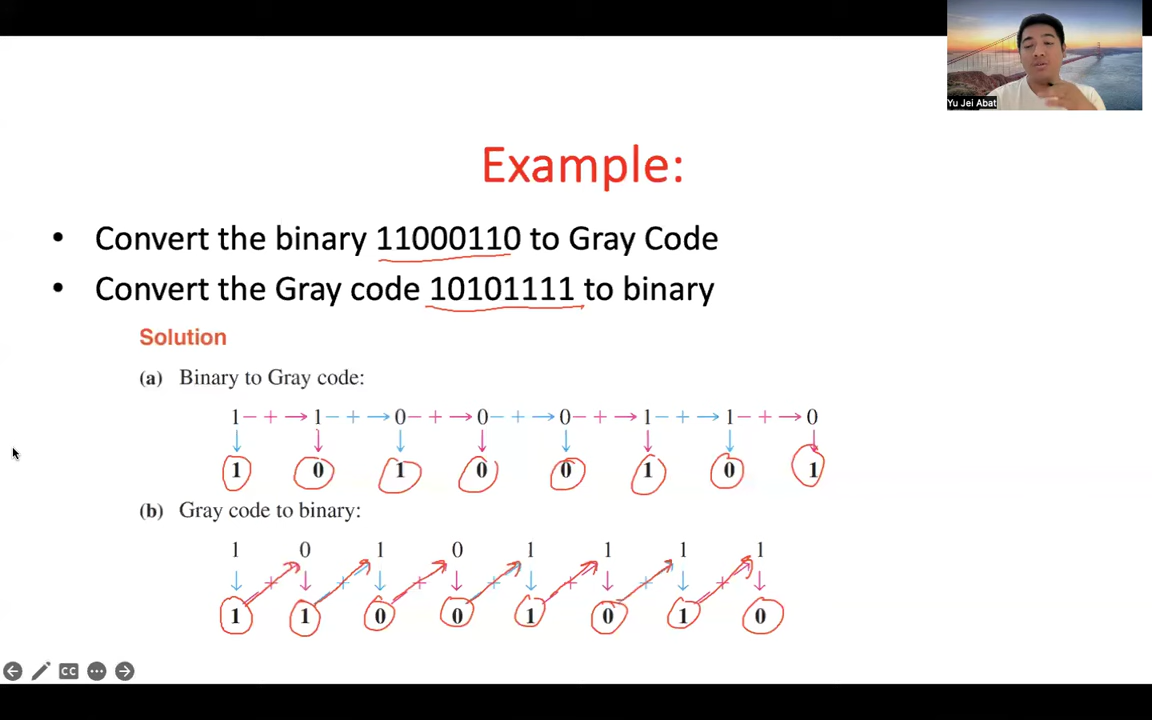 Yu Jei Abat
Example:
• Convert the binary 11000110 to Gray Code
• Convert the Gray code 10101111 to binary
Solution
(a) Binary to Gray code:
1 - + → 1 - + → 0 - + → 0 - + → 0 - + → 1 - + → 1 - + → 0
↓ ↓ ↓ ↓ ↓ ↓ ↓ ↓
1 0 1 0 0 1 0 1
(b) Gray code to binary:
1 0 1 0 1 1 1 1
↓ + ↓ + ↓ + ↓ + ↓ + ↓ + ↓ + ↓
1 1 0 0 1 0 1 0
CC